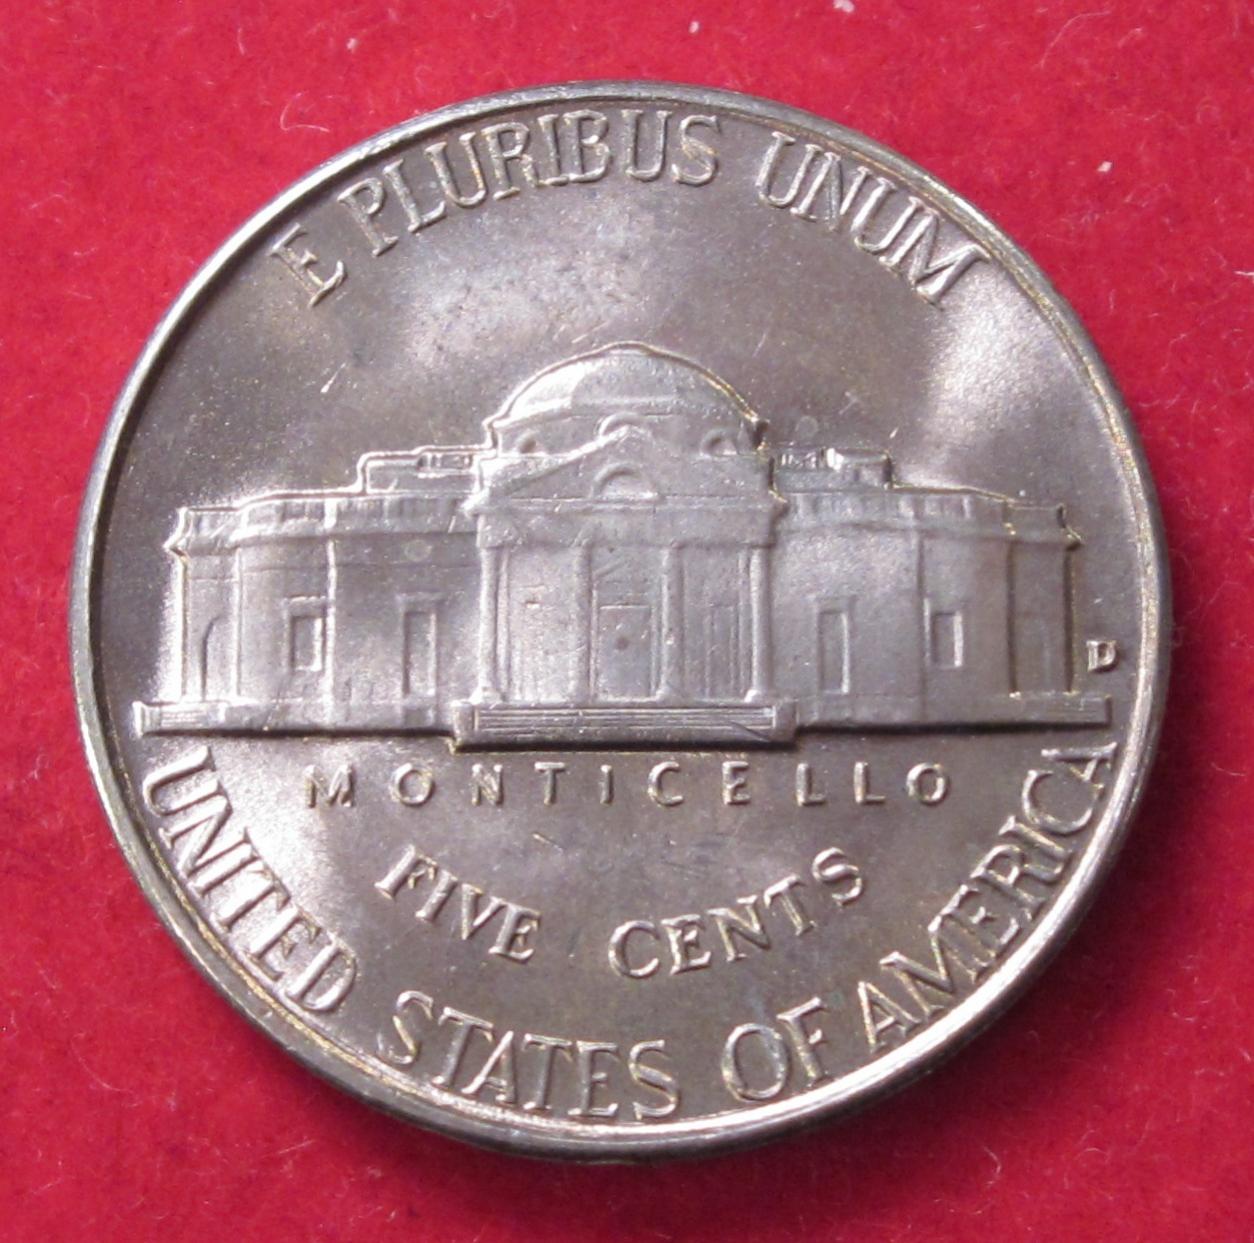 E PLURIBUS UNUM
D
MONTICELLO
FIVE CENTS
UNITED STATES OF AMERICA